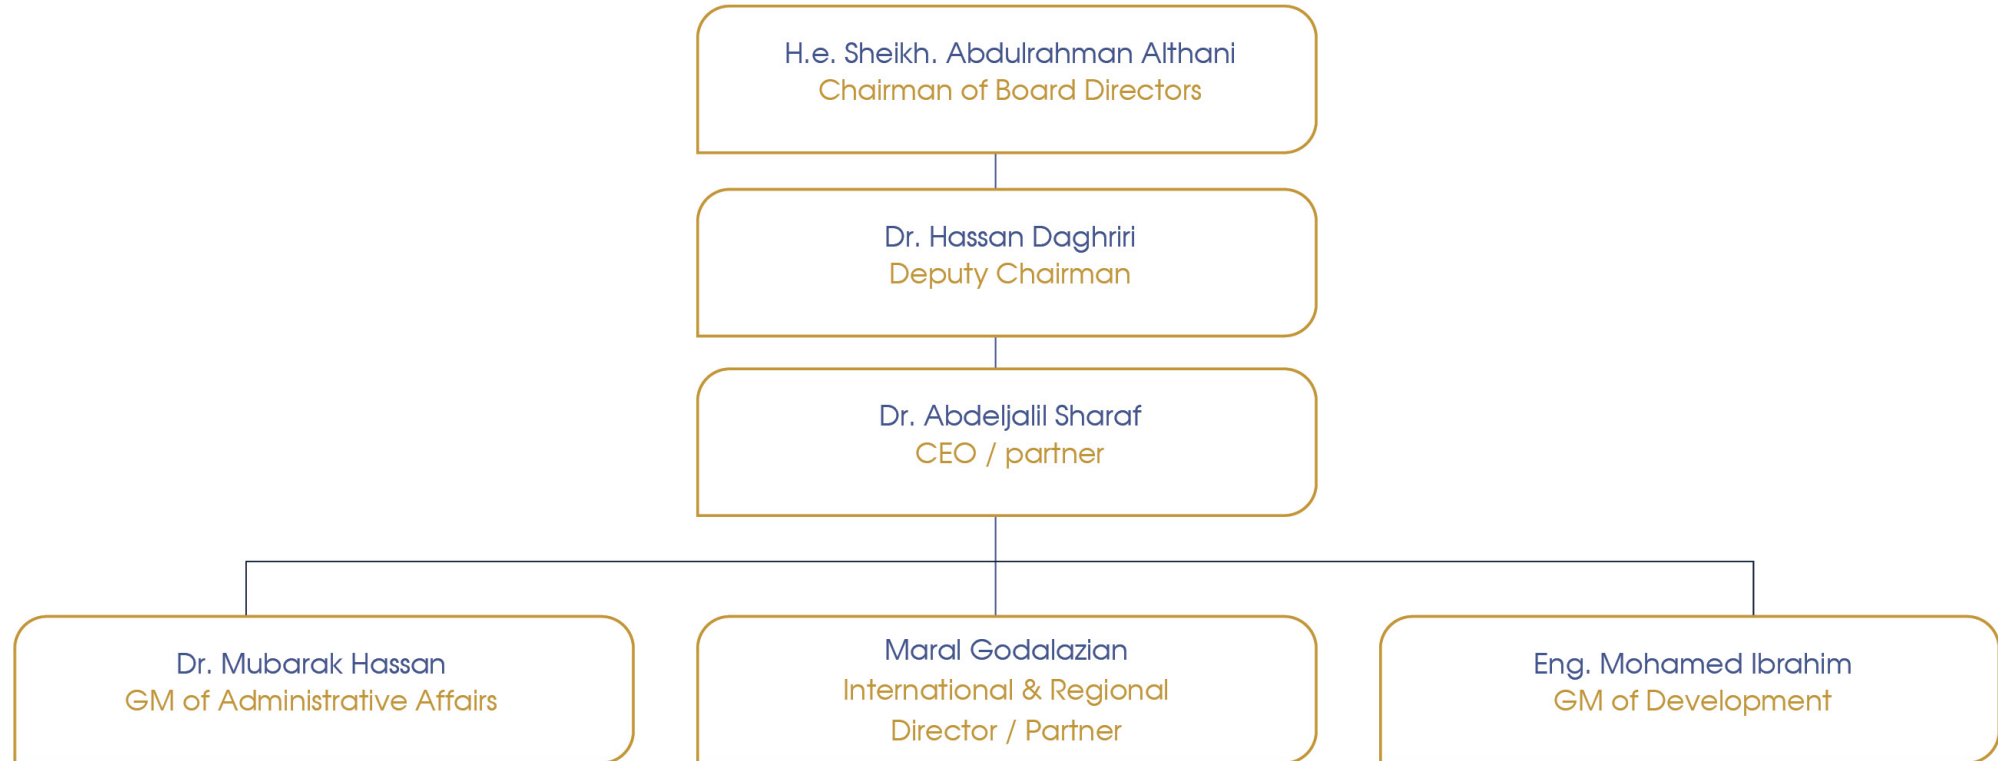 H.e. Sheikh. Abdulrahman Althani
Chairman of Board Directors
Dr. Hassan Daghriri
Deputy Chairman
Dr. Abdeljalil Sharaf
CEO / partner
Dr. Mubarak Hassan
GM of Administrative Affairs
Maral Godalazian
International & Regional
Director / Partner
Eng. Mohamed Ibrahim
GM of Development